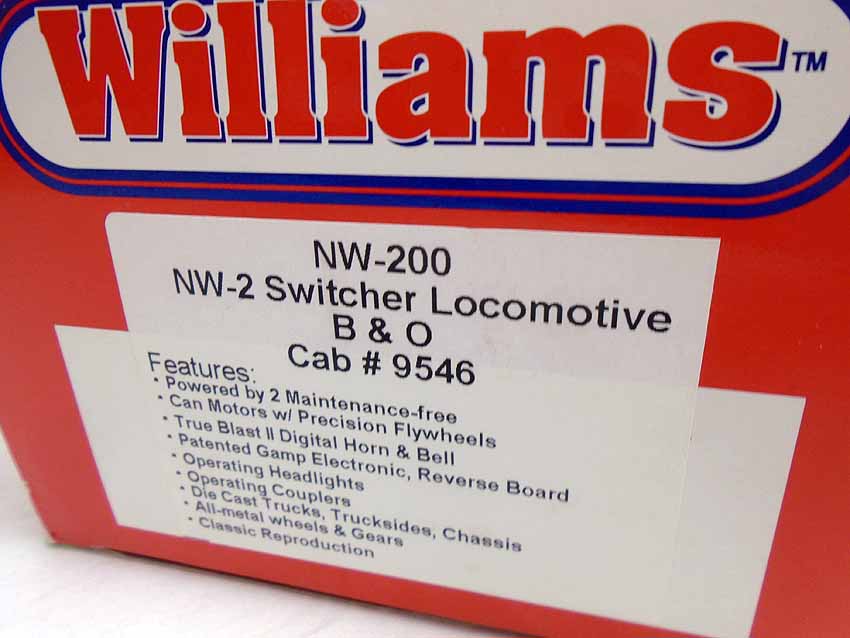 Williams™
NW-200
NW-2 Switcher Locomotive
B & O
Cab # 9546
Features:
· Powered by 2 Maintenance-free
· Can Motors w/ Precision Flywheels
· True Blast II Digital Horn & Bell
· Patented Gamp Electronic, Reverse Board
· Operating Headlights
· Operating Couplers
· Die Cast Trucks, Trucksides, Chassis
· All-metal wheels & Gears
· Classic Reproduction